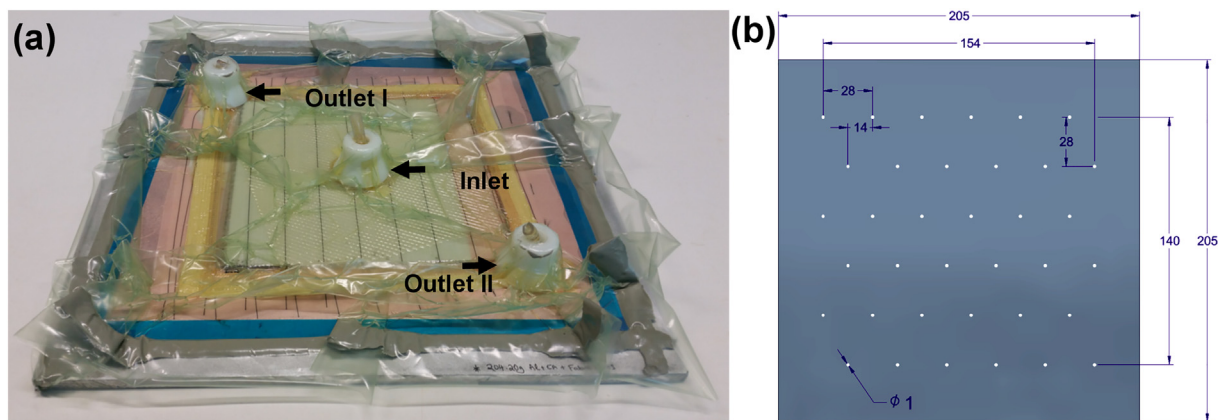 (a)
Outlet I
Inlet
Outlet II
(b)
205
154
28
14
28
140
205
ϕ 1